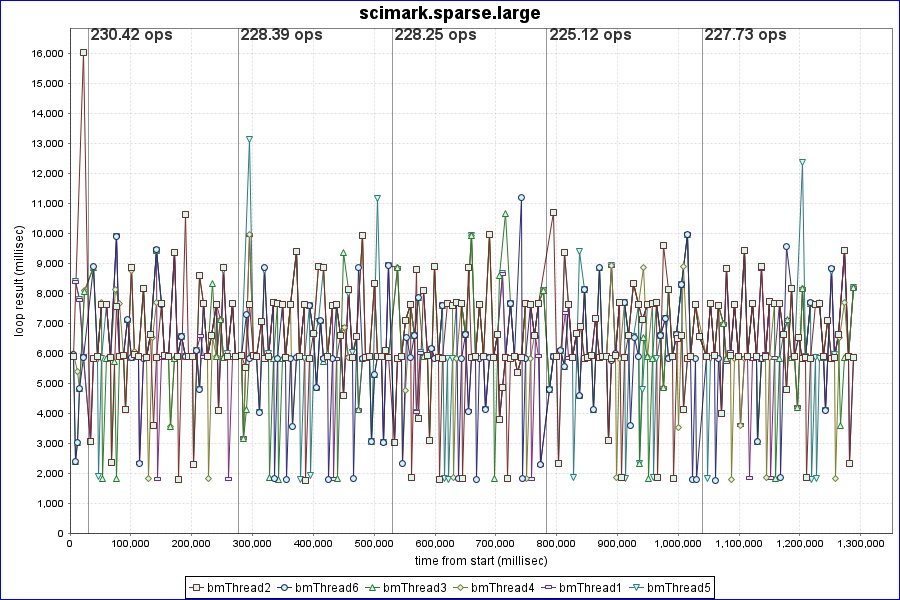 scimark.sparse.large
230.42 ops 228.39 ops 228.25 ops 225.12 ops 227.73 ops
16,000
15,000
14,000
13,000
12,000
11,000
10,000
9,000
8,000
7,000
6,000
5,000
4,000
3,000
2,000
1,000
0
loop result (millisec)
0 100,000 200,000 300,000 400,000 500,000 600,000 700,000 800,000 900,000 1,000,000 1,100,000 1,200,000 1,300,000
time from start (millisec)
bmThread2 bmThread6 bmThread3 bmThread4 bmThread1 bmThread5